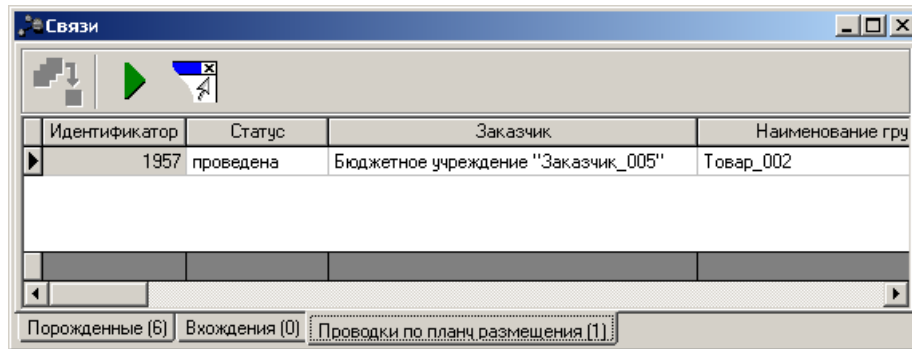 Связи
Идентификатор Статус Заказчик Наименование гру
1957 проведена Бюджетное учреждение "Заказчик_005" Товар_002
Порожденные (6) Вхождения (0) Проводки по плану размещения (1)